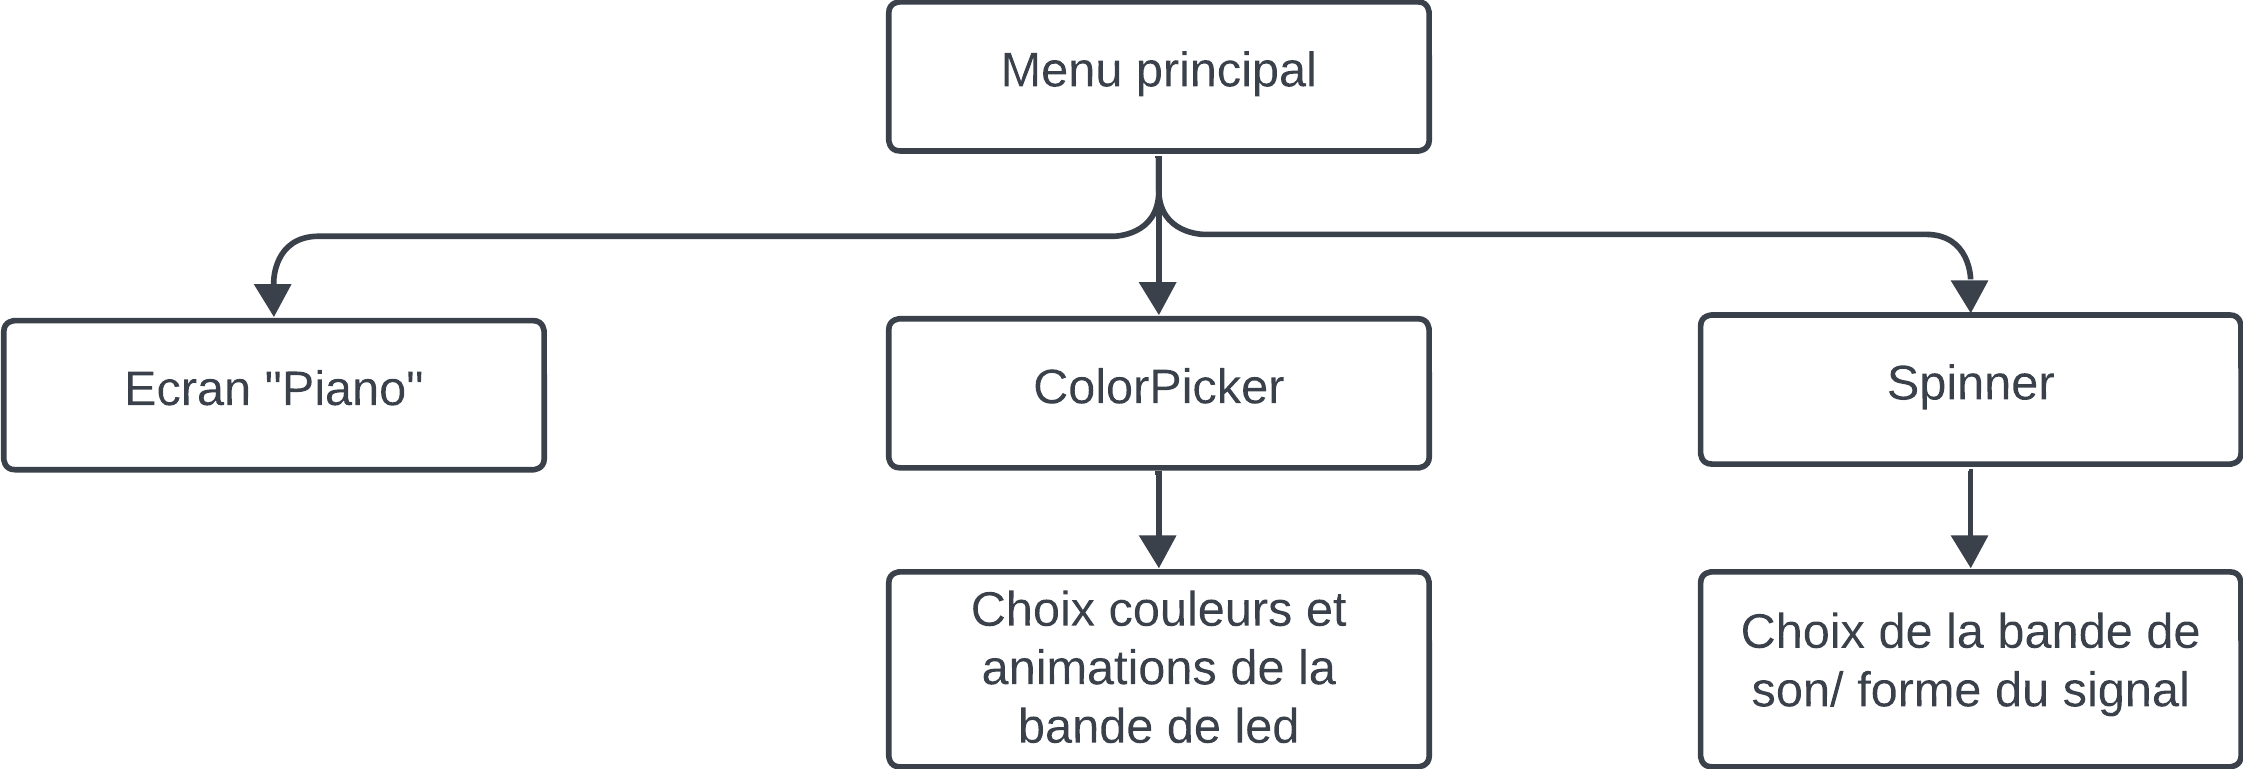 Menu principal
Ecran "Piano"
ColorPicker
Spinner
Choix couleurs et
animations de la
bande de led
Choix de la bande de
son/ forme du signal